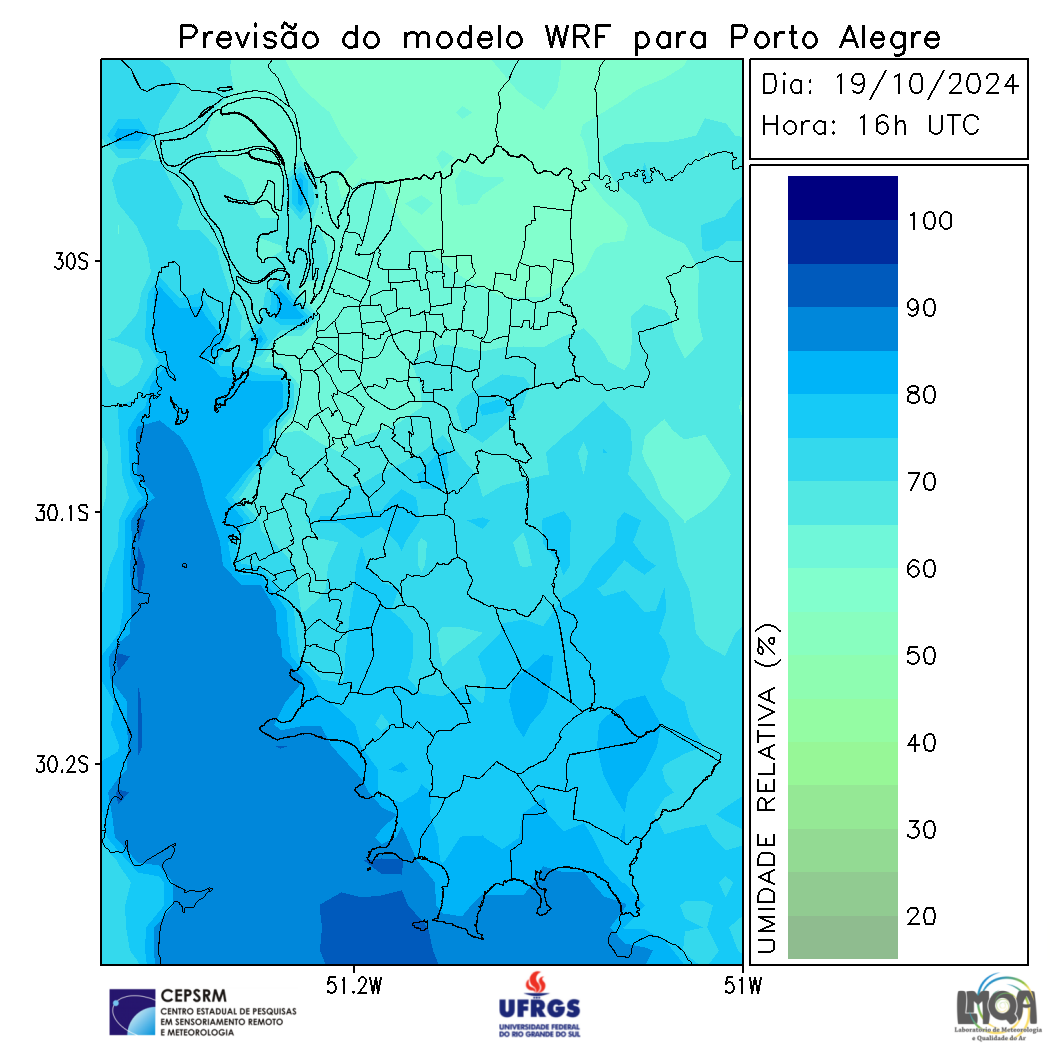 Previsão do modelo WRF para Porto Alegre
Dia: 19/10/2024
Hora: 16h UTC
100
90
80
70
60
50
40
30
20
UMIDADE RELATIVA (%)
30S
30.1S
30.2S
51.2W
51W
CEPSRM
CENTRO ESTADUAL DE PESQUISAS
EM SENSORIAMENTO REMOTO
E METEOROLOGIA
UFRGS
UNIVERSIDADE FEDERAL
DO RIO GRANDE DO SUL
LMQA
Laboratório de Meteorologia
e Qualidade do Ar